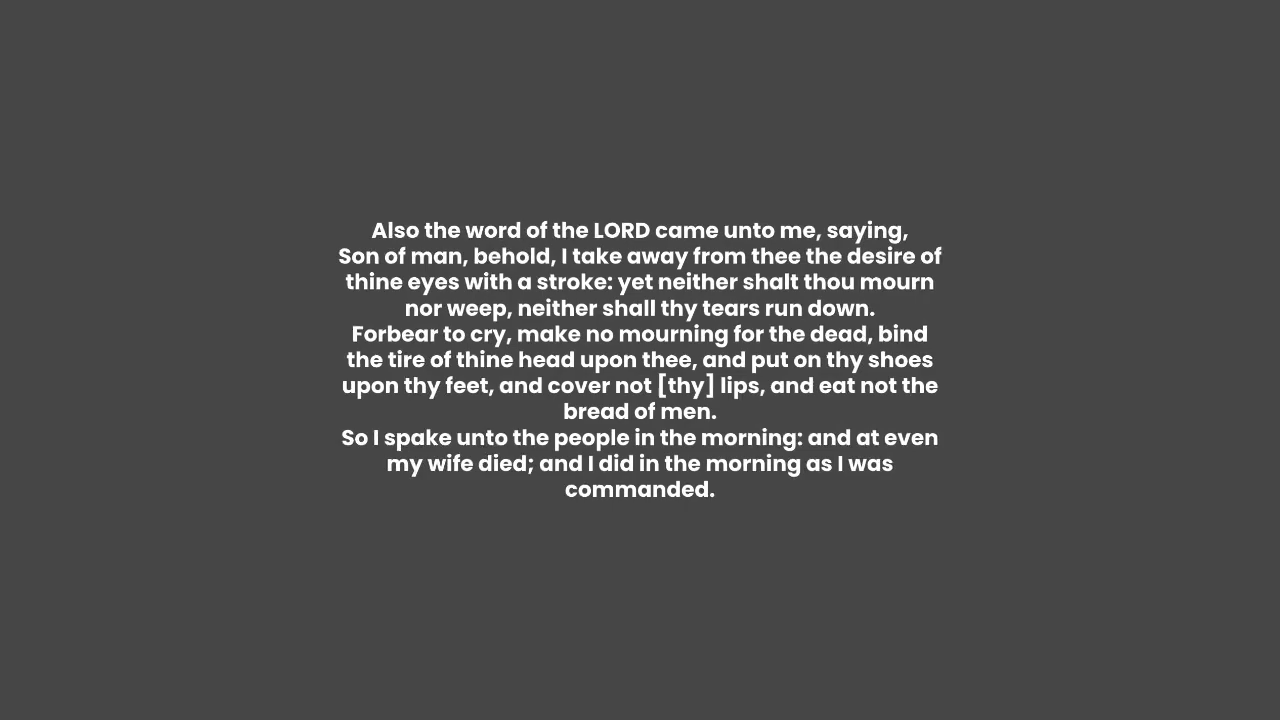 Also the word of the LORD came unto me, saying,
Son of man, behold, I take away from thee the desire of
thine eyes with a stroke: yet neither shalt thou mourn
nor weep, neither shall thy tears run down.
Forbear to cry, make no mourning for the dead, bind
the tire of thine head upon thee, and put on thy shoes
upon thy feet, and cover not [thy] lips, and eat not the
bread of men.
So I spake unto the people in the morning: and at even
my wife died; and I did in the morning as I was
commanded.